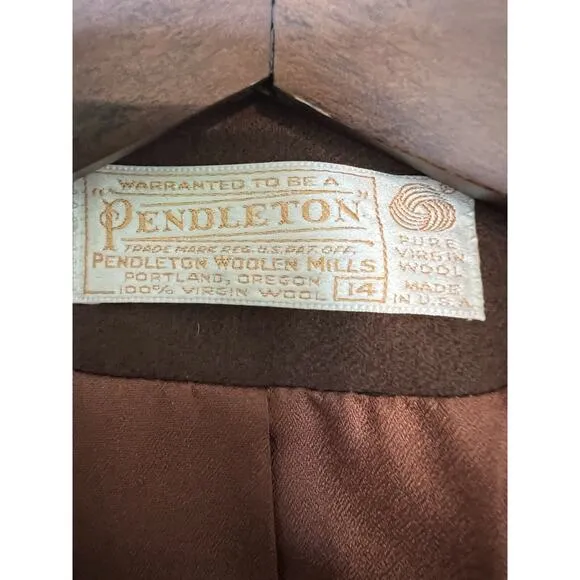 WARRANTED TO BE A
"PENDLETON"
TRADE MARK REG. U.S. PAT. OFF.
PENDLETON WOOLEN MILLS
PORTLAND, OREGON
100% VIRGIN WOOL 14
PURE
VIRGIN
WOOL
MADE
IN U.S.A.